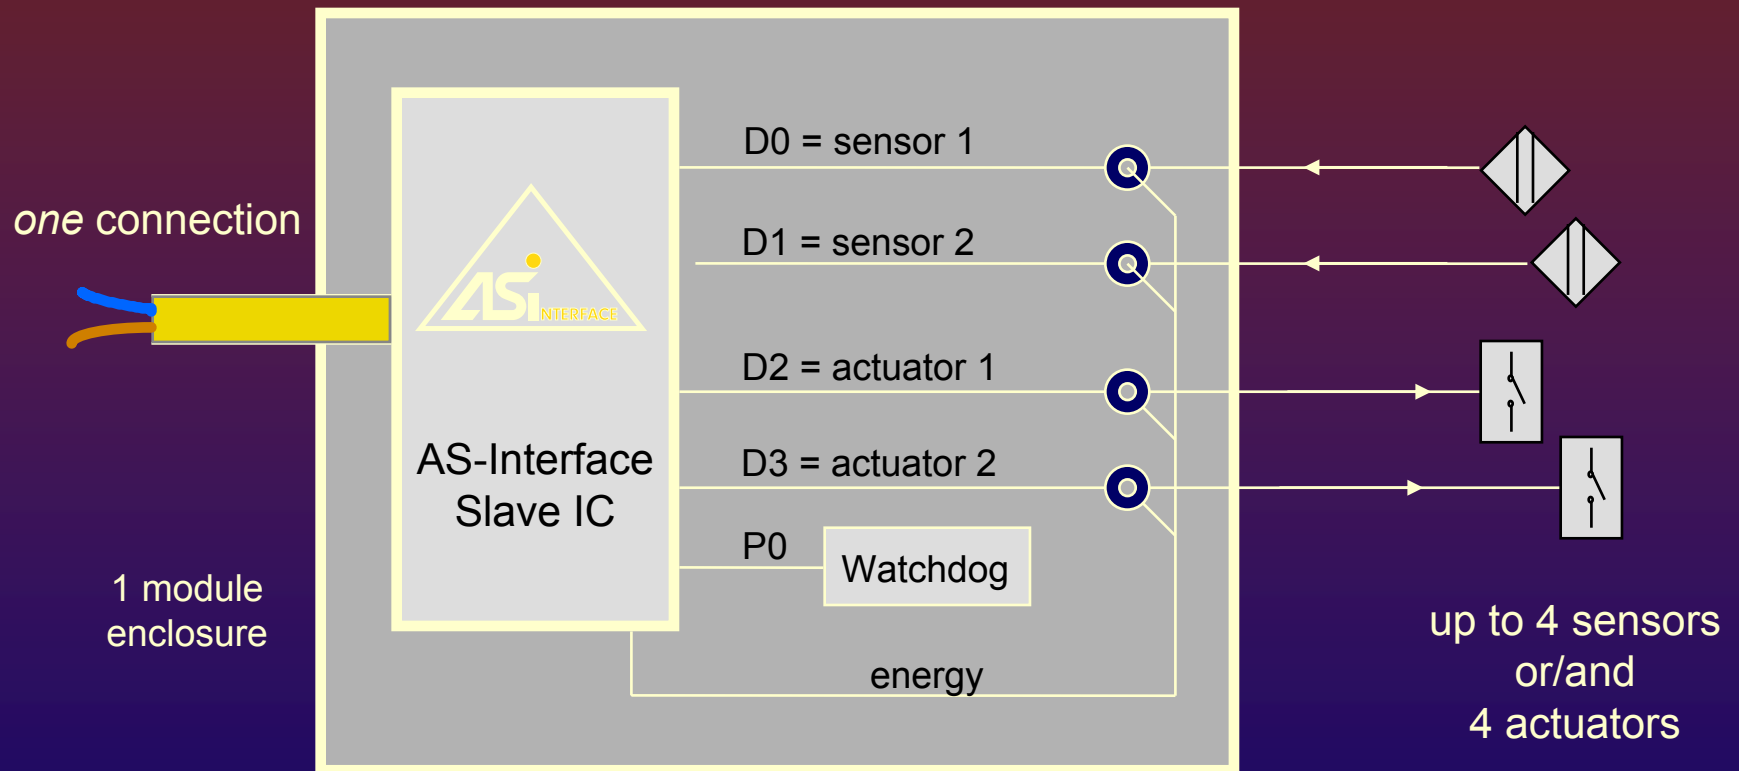 D0 = sensor 1
one connection
D1 = sensor 2
ASi
NTERFACE
D2 = actuator 1
AS-Interface
Slave IC
D3 = actuator 2
P0
Watchdog
1 module
enclosure
energy
up to 4 sensors
or/and
4 actuators